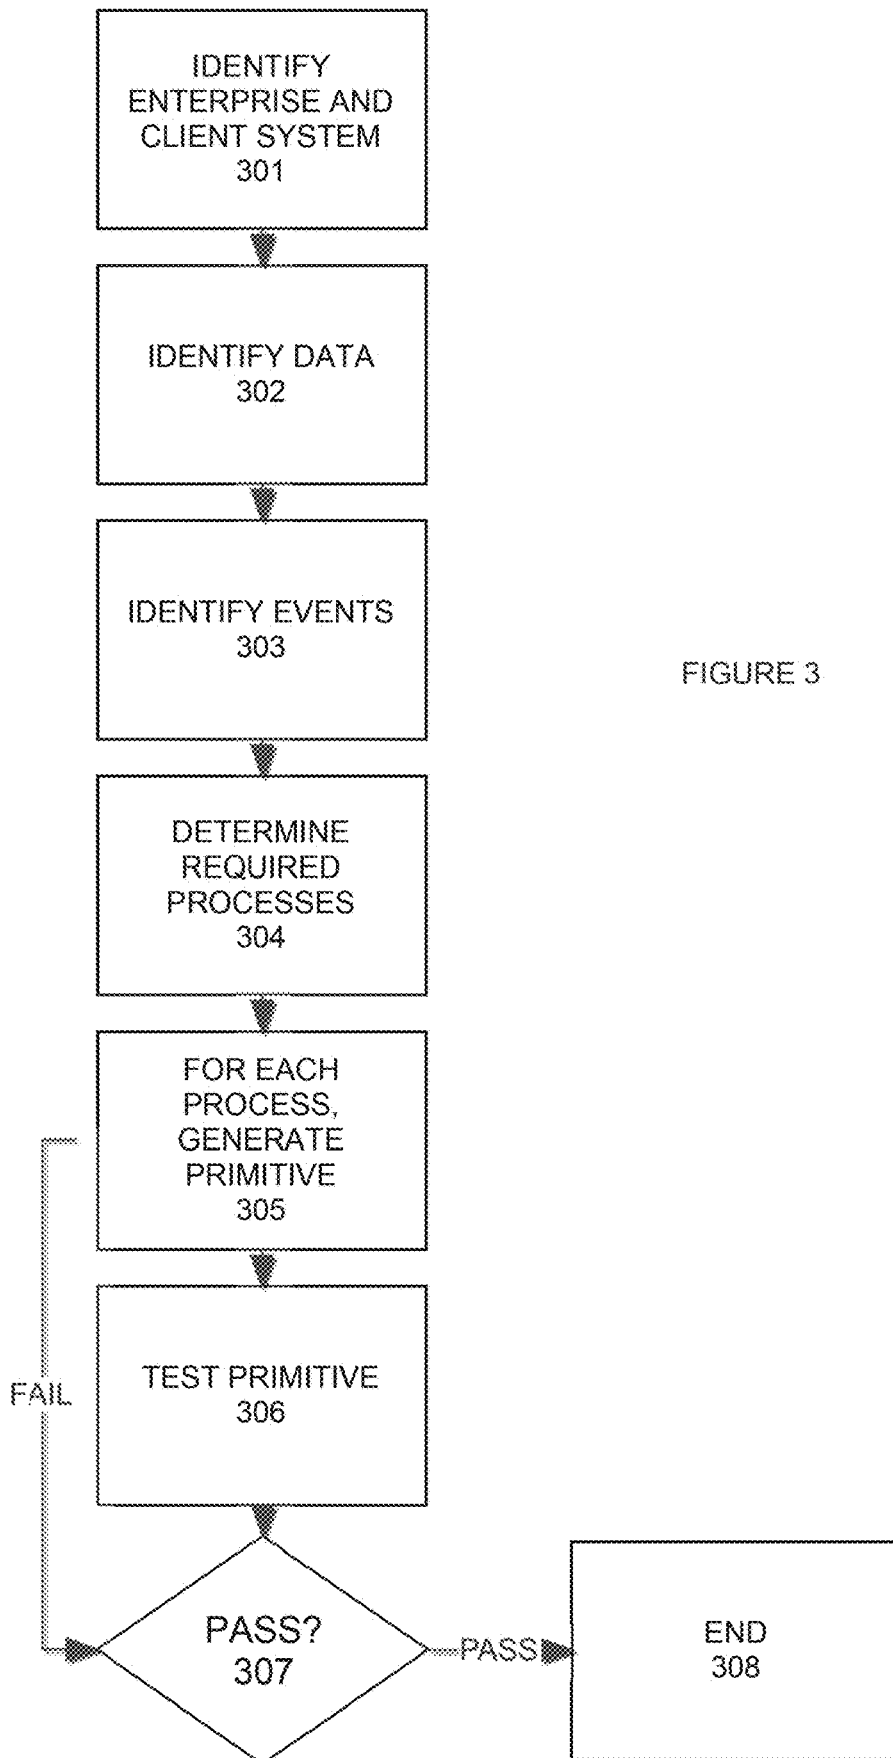 IDENTIFY
ENTERPRISE AND
CLIENT SYSTEM
301
IDENTIFY DATA
302
IDENTIFY EVENTS
303
FIGURE 3
DETERMINE
REQUIRED
PROCESSES
304
FOR EACH
PROCESS,
GENERATE
PRIMITIVE
305
TEST PRIMITIVE
306
FAIL
PASS?
307
PASS
END
308